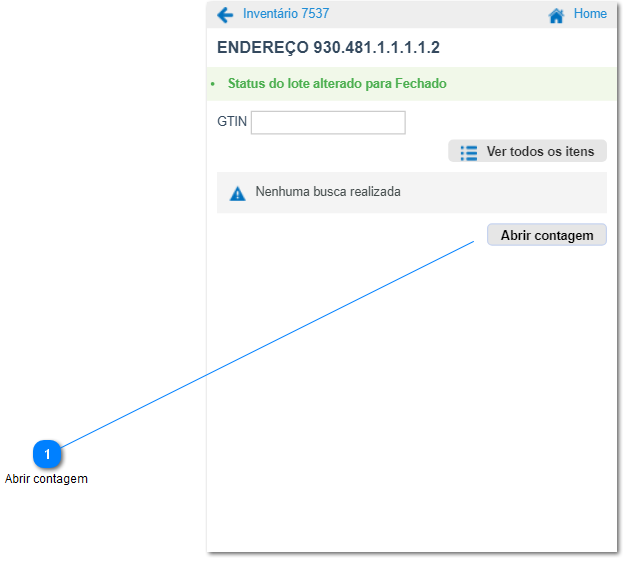 Inventário 7537
Home
ENDEREÇO 930.481.1.1.1.1.2
• Status do lote alterado para Fechado
GTIN
Ver todos os itens
Nenhuma busca realizada
Abrir contagem
1
Abrir contagem